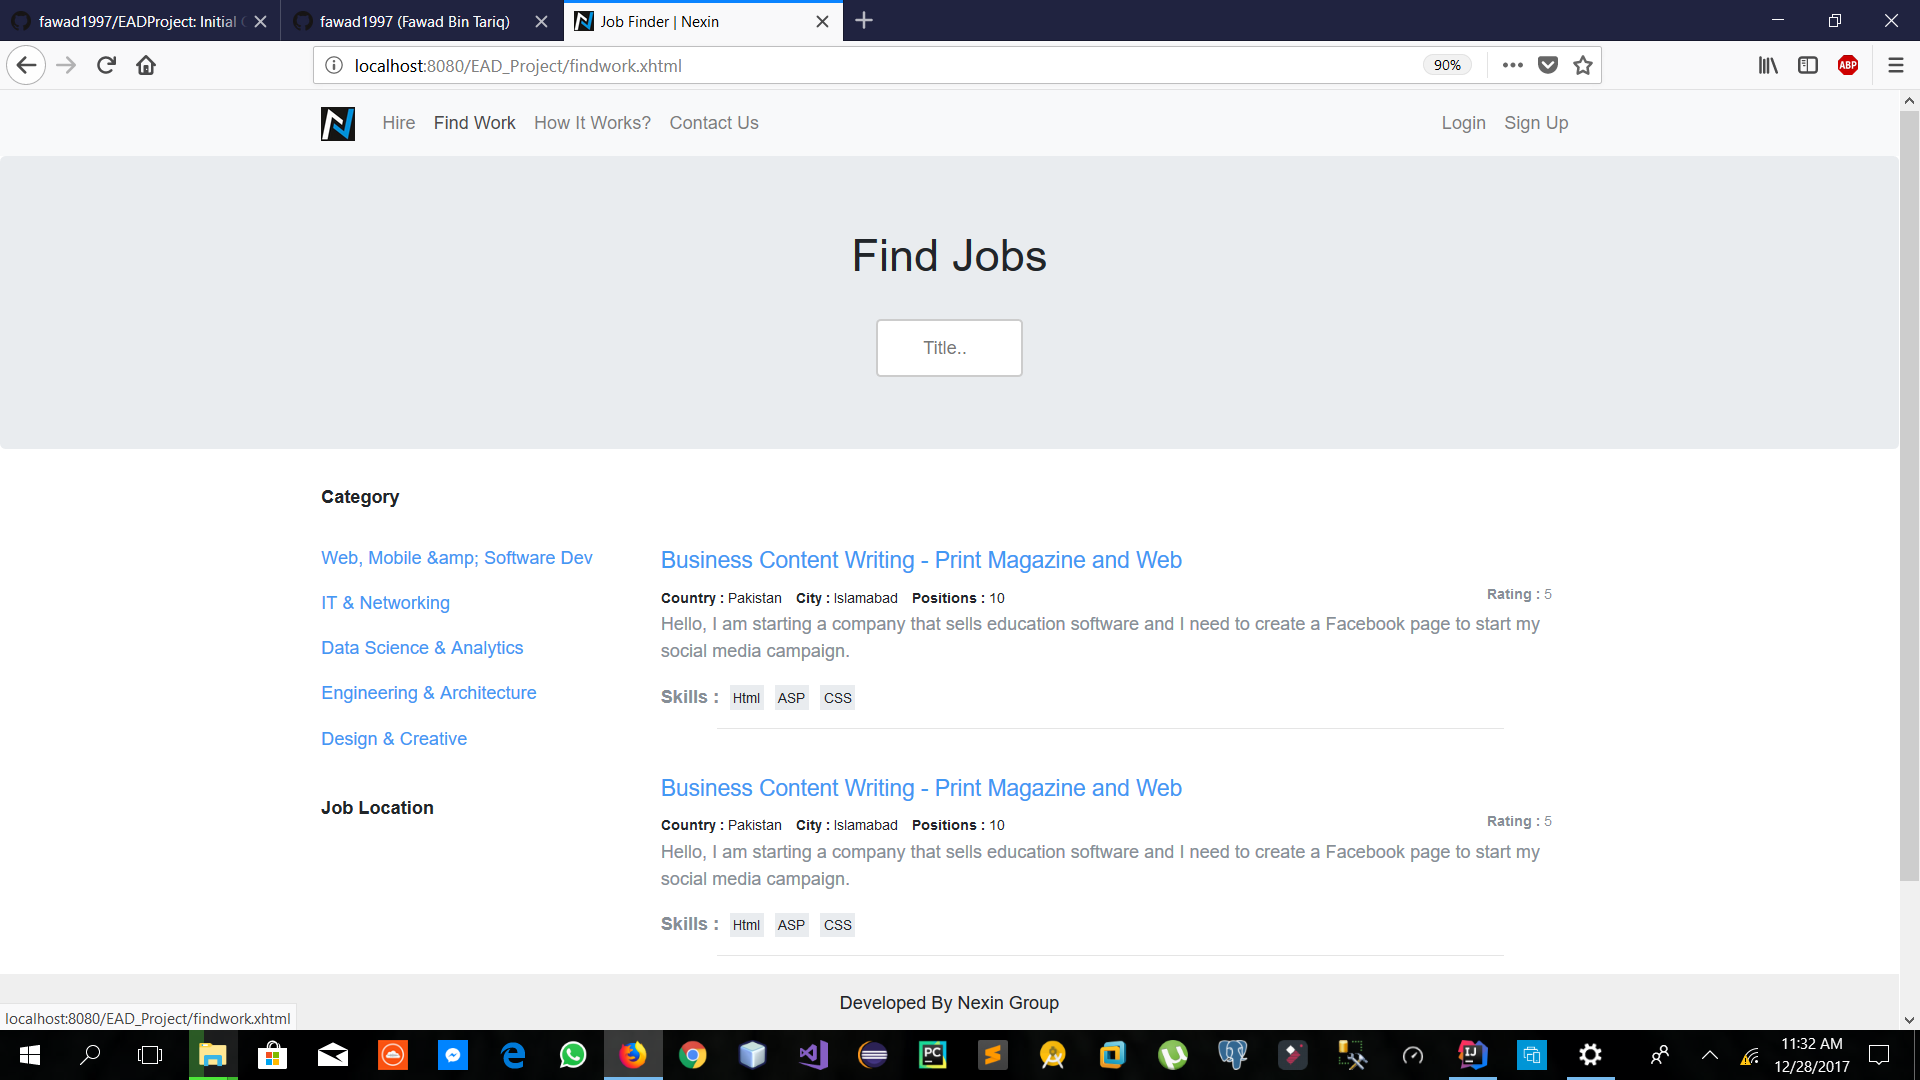 fawad1997/EADProject: Initial
fawad1997 (Fawad Bin Tariq)
Job Finder | Nexin
localhost:8080/EAD_Project/findwork.xhtml
90%
ABP
Hire Find Work How It Works? Contact Us
Login Sign Up
Find Jobs
Title..
Category
Web, Mobile &amp; Software Dev
IT & Networking
Data Science & Analytics
Engineering & Architecture
Design & Creative
Job Location
Business Content Writing - Print Magazine and Web
Country : Pakistan City : Islamabad Positions : 10
Rating : 5
Hello, I am starting a company that sells education software and I need to create a Facebook page to start my
social media campaign.
Skills : Html ASP CSS
Business Content Writing - Print Magazine and Web
Country : Pakistan City : Islamabad Positions : 10
Rating : 5
Hello, I am starting a company that sells education software and I need to create a Facebook page to start my
social media campaign.
Skills : Html ASP CSS
Developed By Nexin Group
localhost:8080/EAD_Project/findwork.xhtml
PC
IJ
11:32 AM
12/28/2017